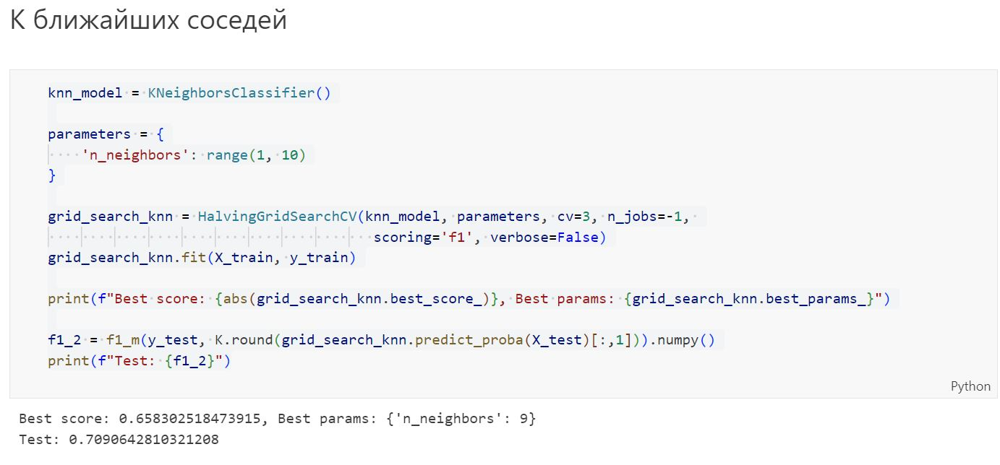 К ближайших соседей
knn_model = KNeighborsClassifier()
parameters = {
    'n_neighbors': range(1, 10)
}
grid_search_knn = HalvingGridSearchCV(knn_model, parameters, cv=3, n_jobs=-1,
                                       scoring='f1', verbose=False)
grid_search_knn.fit(X_train, y_train)
print(f"Best score: {abs(grid_search_knn.best_score_)}, Best params: {grid_search_knn.best_params_}")
f1_2 = f1_m(y_test, K.round(grid_search_knn.predict_proba(X_test)[:,1])).numpy()
print(f"Test: {f1_2}")
Python
Best score: 0.658302518473915, Best params: {'n_neighbors': 9}
Test: 0.7090642810321208